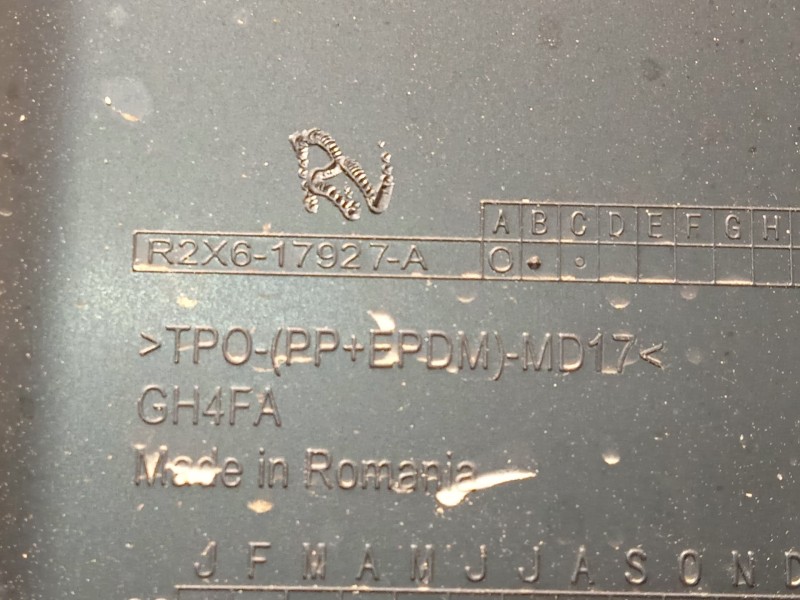 A B C D E F G H
R2X6-17927-A
>TPO-(PP+EPDM)-MD17<
GH4FA
Made in Romania
J F M A M J J A S O N D